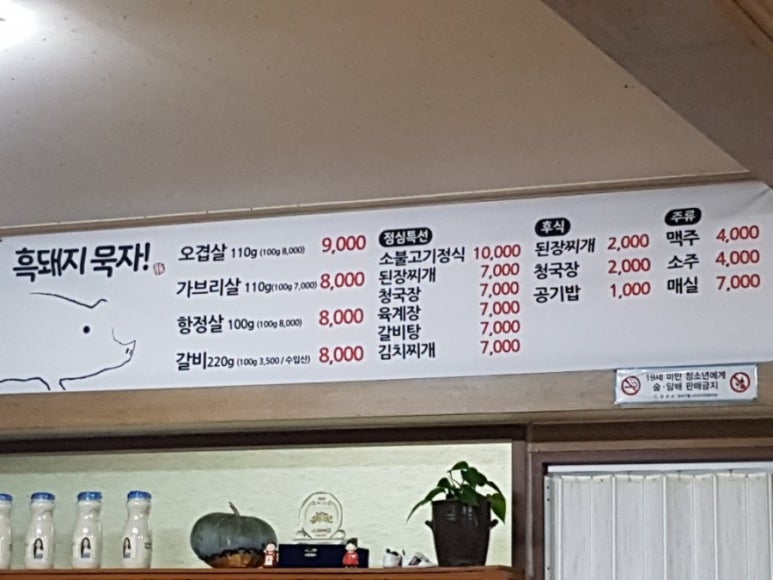 흑돼지 묵자!
오겹살 110g (100g 8,000) 9,000
가브리살 110g (100g 7,000) 8,000
항정살 100g (100g 8,000) 8,000
갈비 220g (100g 3,500 / 수입산) 8,000
점심특선
소불고기정식 10,000
된장찌개 7,000
청국장 7,000
육계장 7,000
갈비탕 7,000
김치찌개 7,000
후식
된장찌개 2,000
청국장 2,000
공기밥 1,000
주류
맥주 4,000
소주 4,000
매실 7,000
19세 미만 청소년에게
술·담배 판매금지